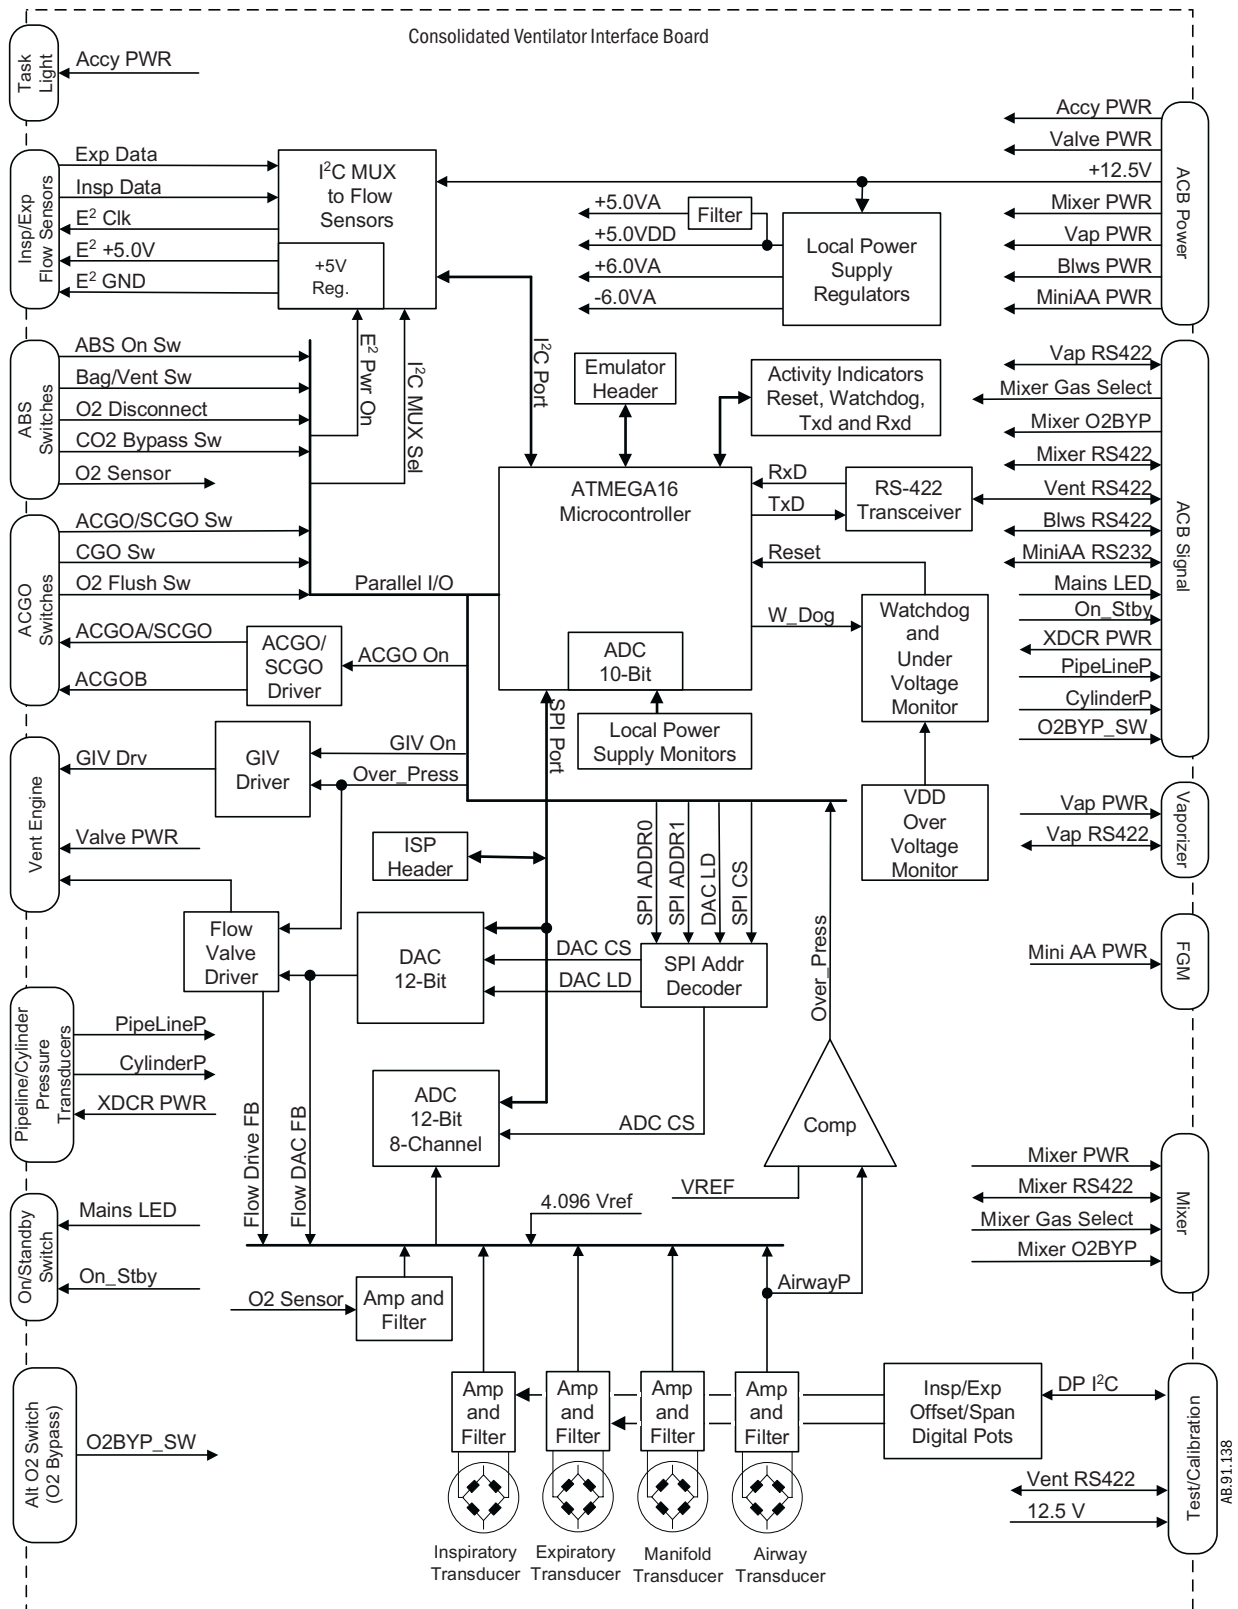 Consolidated Ventilator Interface Board
Task
Light
Accy PWR
Insp/Exp
Flow Sensors
Exp Data
Insp Data
E² Clk
E² +5.0V
E² GND
I²C MUX
to Flow
Sensors
+5V
Reg.
+5.0VA
Filter
+5.0VDD
+6.0VA
-6.0VA
Local Power
Supply
Regulators
Accy PWR
Valve PWR
+12.5V
Mixer PWR
Vap PWR
Blws PWR
MiniAA PWR
ACB Power
ABS
Switches
ABS On Sw
Bag/Vent Sw
O2 Disconnect
CO2 Bypass Sw
O2 Sensor
E² Pwr On
I²C MUX Sel
I²C Port
Emulator
Header
Activity Indicators
Reset, Watchdog,
Txd and Rxd
Vap RS422
Mixer Gas Select
Mixer O2BYP
Mixer RS422
Vent RS422
Blws RS422
MiniAA RS232
Mains LED
On_Stby
XDCR PWR
PipeLineP
CylinderP
O2BYP_SW
ACB Signal
ATMEGA16
Microcontroller
RxD
TxD
RS-422
Transceiver
Reset
W_Dog
Watchdog
and
Under
Voltage
Monitor
ADC
10-Bit
Local Power
Supply Monitors
VDD
Over
Voltage
Monitor
ACGO
Switches
ACGO/SCGO Sw
CGO Sw
O2 Flush Sw
Parallel I/O
ACGOA/SCGO
ACGOB
ACGO/
SCGO
Driver
ACGO On
SPI Port
Vent Engine
GIV Drv
GIV
Driver
GIV On
Over_Press
Valve PWR
ISP
Header
SPI ADDR0
SPI ADDR1
DAC LD
SPI CS
Over_Press
Vap PWR
Vap RS422
Vaporizer
Flow
Valve
Driver
DAC
12-Bit
DAC CS
DAC LD
SPI Addr
Decoder
Mini AA PWR
FGM
Pipeline/Cylinder
Pressure
Transducers
PipeLineP
CylinderP
XDCR PWR
Flow Drive FB
Flow DAC FB
ADC
12-Bit
8-Channel
ADC CS
Comp
VREF
4.096 Vref
Mixer PWR
Mixer RS422
Mixer Gas Select
Mixer O2BYP
Mixer
On/Standby
Switch
Mains LED
On_Stby
O2 Sensor
Amp and
Filter
AirwayP
Alt O2 Switch
(O2 Bypass)
O2BYP_SW
Amp
and
Filter
Amp
and
Filter
Amp
and
Filter
Amp
and
Filter
Insp/Exp
Offset/Span
Digital Pots
DP I²C
Vent RS422
12.5 V
Test/Calibration
Inspiratory
Transducer
Expiratory
Transducer
Manifold
Transducer
Airway
Transducer
AB.91.138